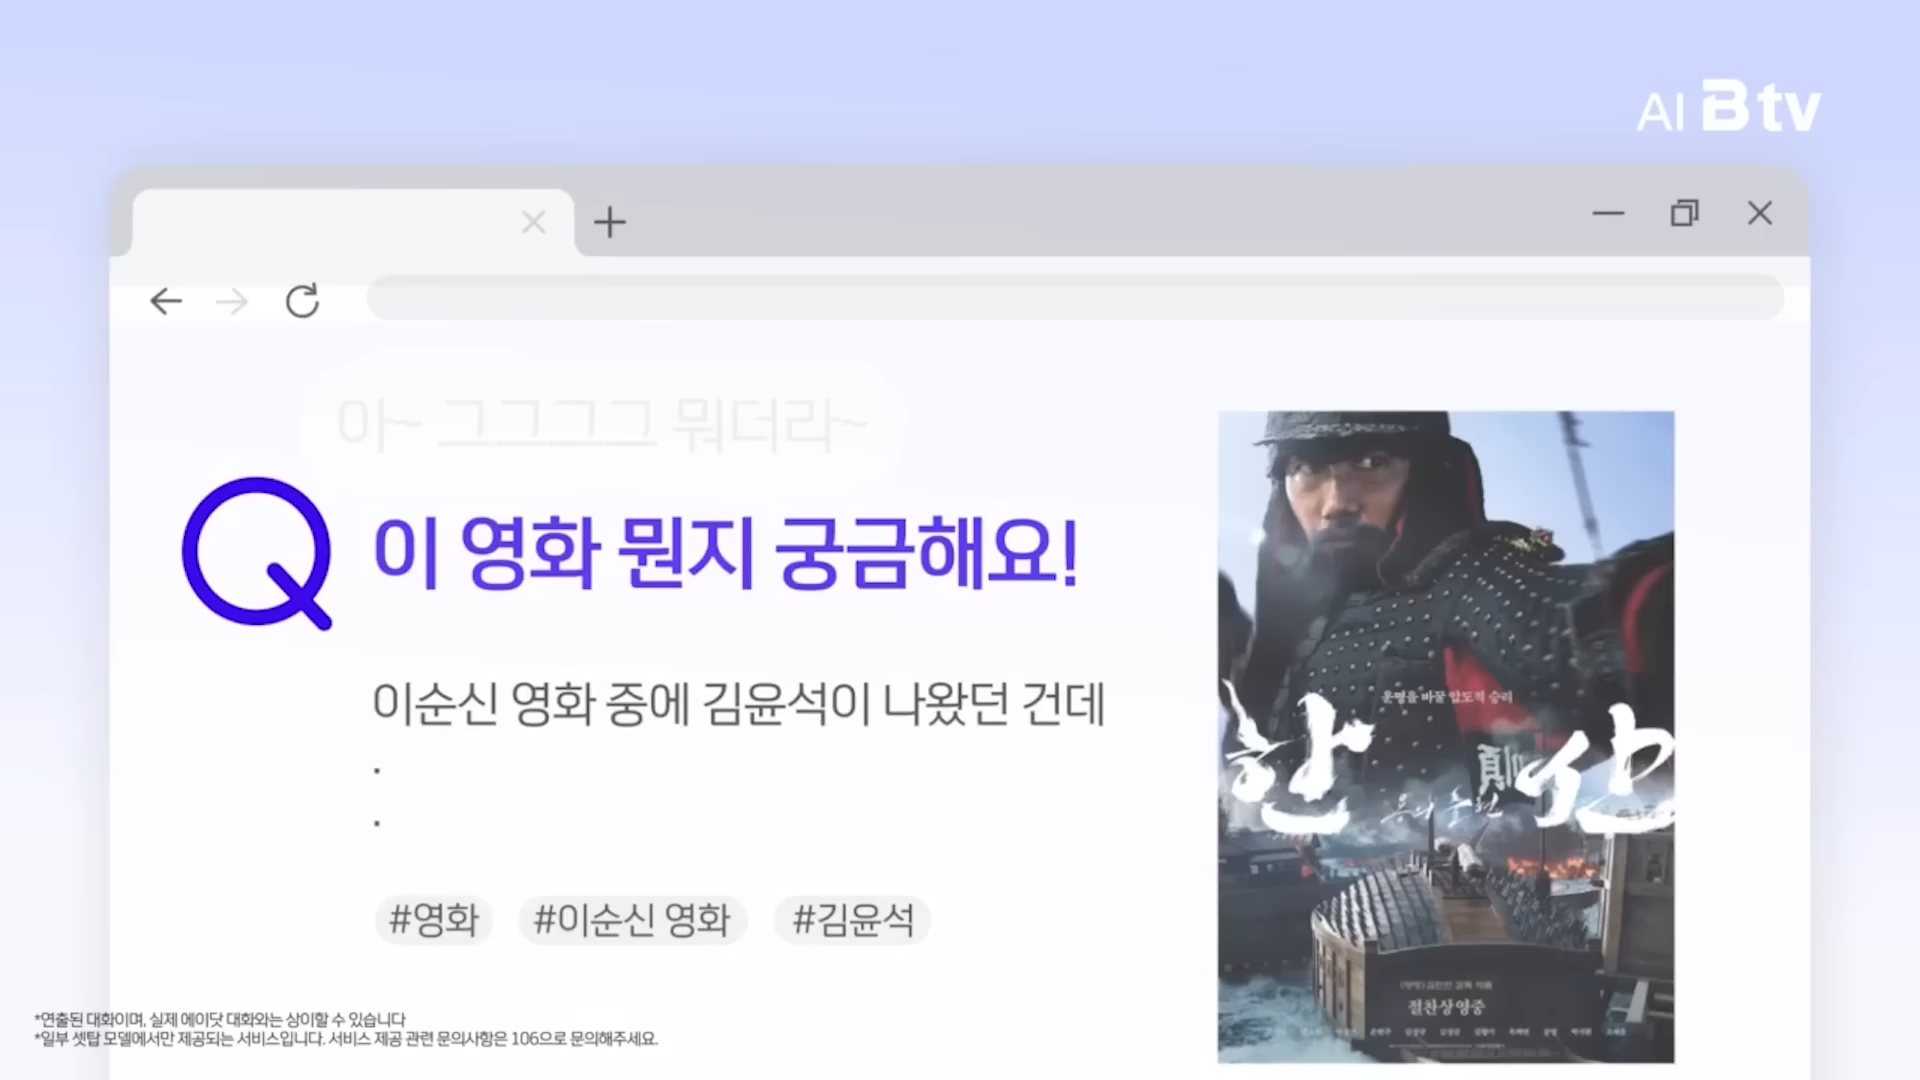 AI B tv
아~ 그그그그 뭐더라~
Q 이 영화 뭔지 궁금해요!
이순신 영화 중에 김윤석이 나왔던 건데
.
.
#영화 #이순신 영화 #김윤석
운명을 바꿀 압도적 승리
한산
용의 출현
절찬상영중
*연출된 대화이며, 실제 에이닷 대화와는 상이할 수 있습니다
*일부 셋탑 모델에서만 제공되는 서비스입니다. 서비스 제공 관련 문의사항은 106으로 문의해주세요.